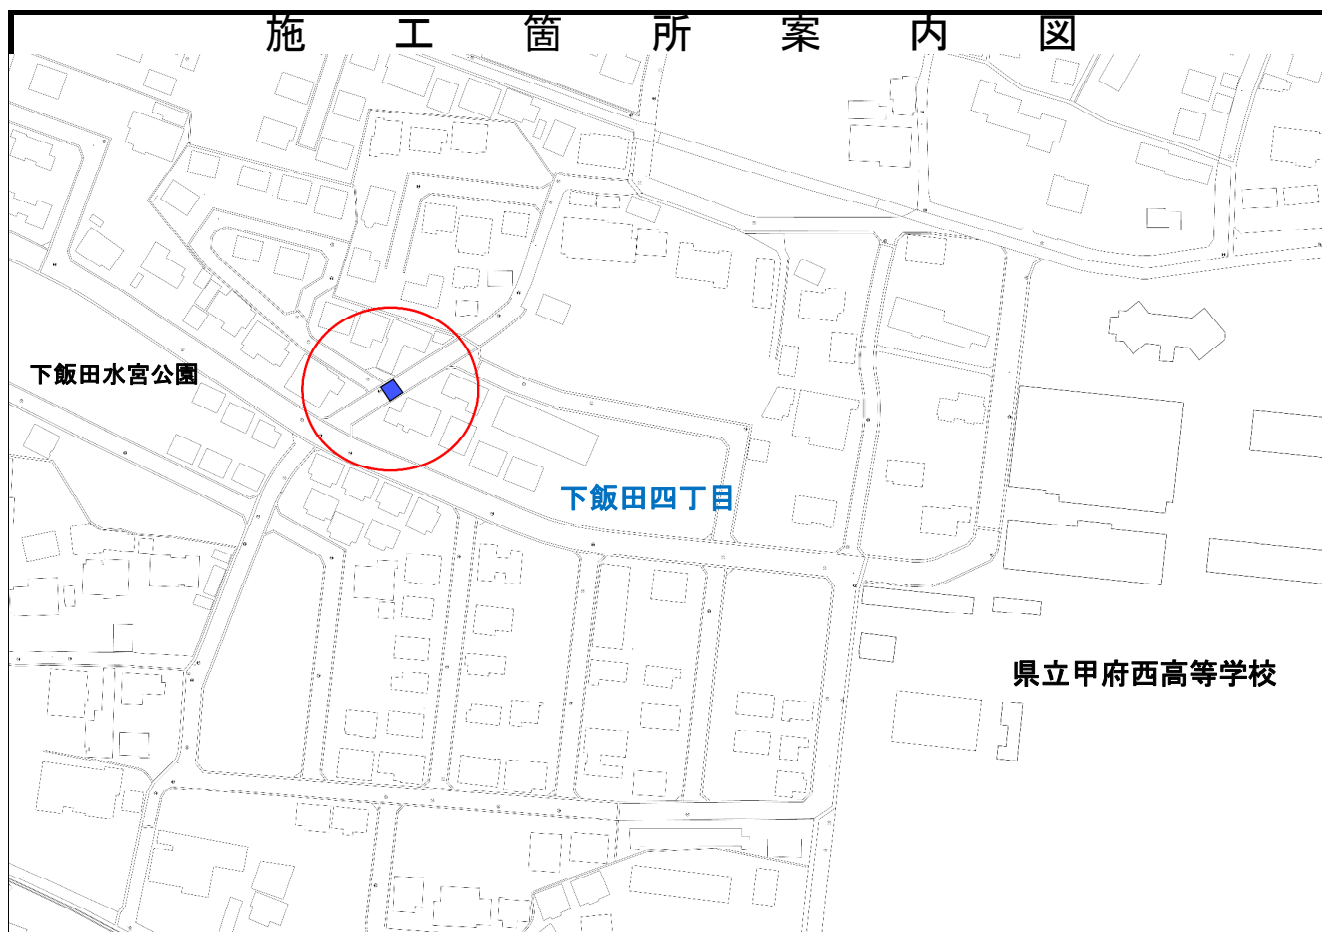 施工箇所案内図
下飯田水宮公園
下飯田四丁目
県立甲府西高等学校